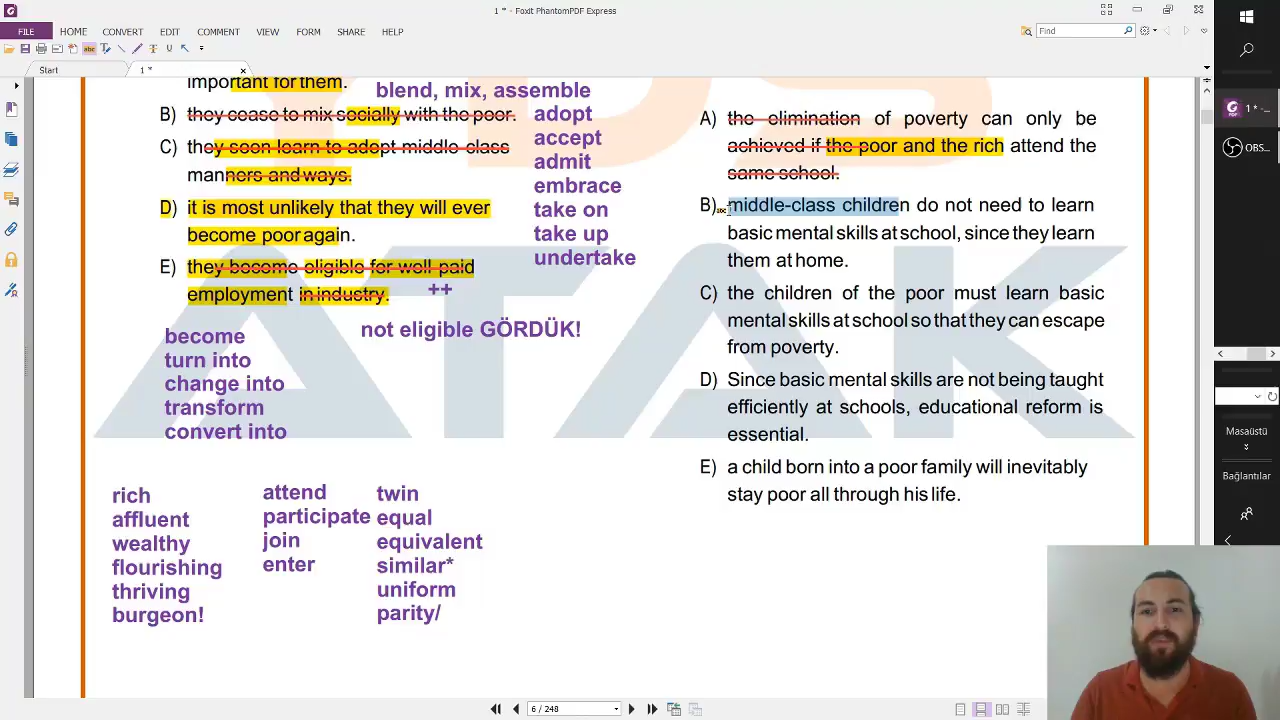 1 * - Foxit PhantomPDF Express
FILE HOME CONVERT EDIT COMMENT VIEW FORM SHARE HELP
Find
Start
1 *
important for them.
blend, mix, assemble
B) they cease to mix socially with the poor.
C) they soon learn to adopt middle-class
manners and ways.
D) it is most unlikely that they will ever
become poor again.
E) they become eligible for well-paid
employment in industry.
++
not eligible GÖRDÜK!
adopt
accept
admit
embrace
take on
take up
undertake
become
turn into
change into
transform
convert into
rich
affluent
wealthy
flourishing
thriving
burgeon!
attend
participate
join
enter
twin
equal
equivalent
similar*
uniform
parity/
A) the elimination of poverty can only be
achieved if the poor and the rich attend the
same school.
B) middle-class children do not need to learn
basic mental skills at school, since they learn
them at home.
C) the children of the poor must learn basic
mental skills at school so that they can escape
from poverty.
D) Since basic mental skills are not being taught
efficiently at schools, educational reform is
essential.
E) a child born into a poor family will inevitably
stay poor all through his life.
ATAK
6 / 248
1 * - ...
OBS...
Masaüstü
Bağlantılar